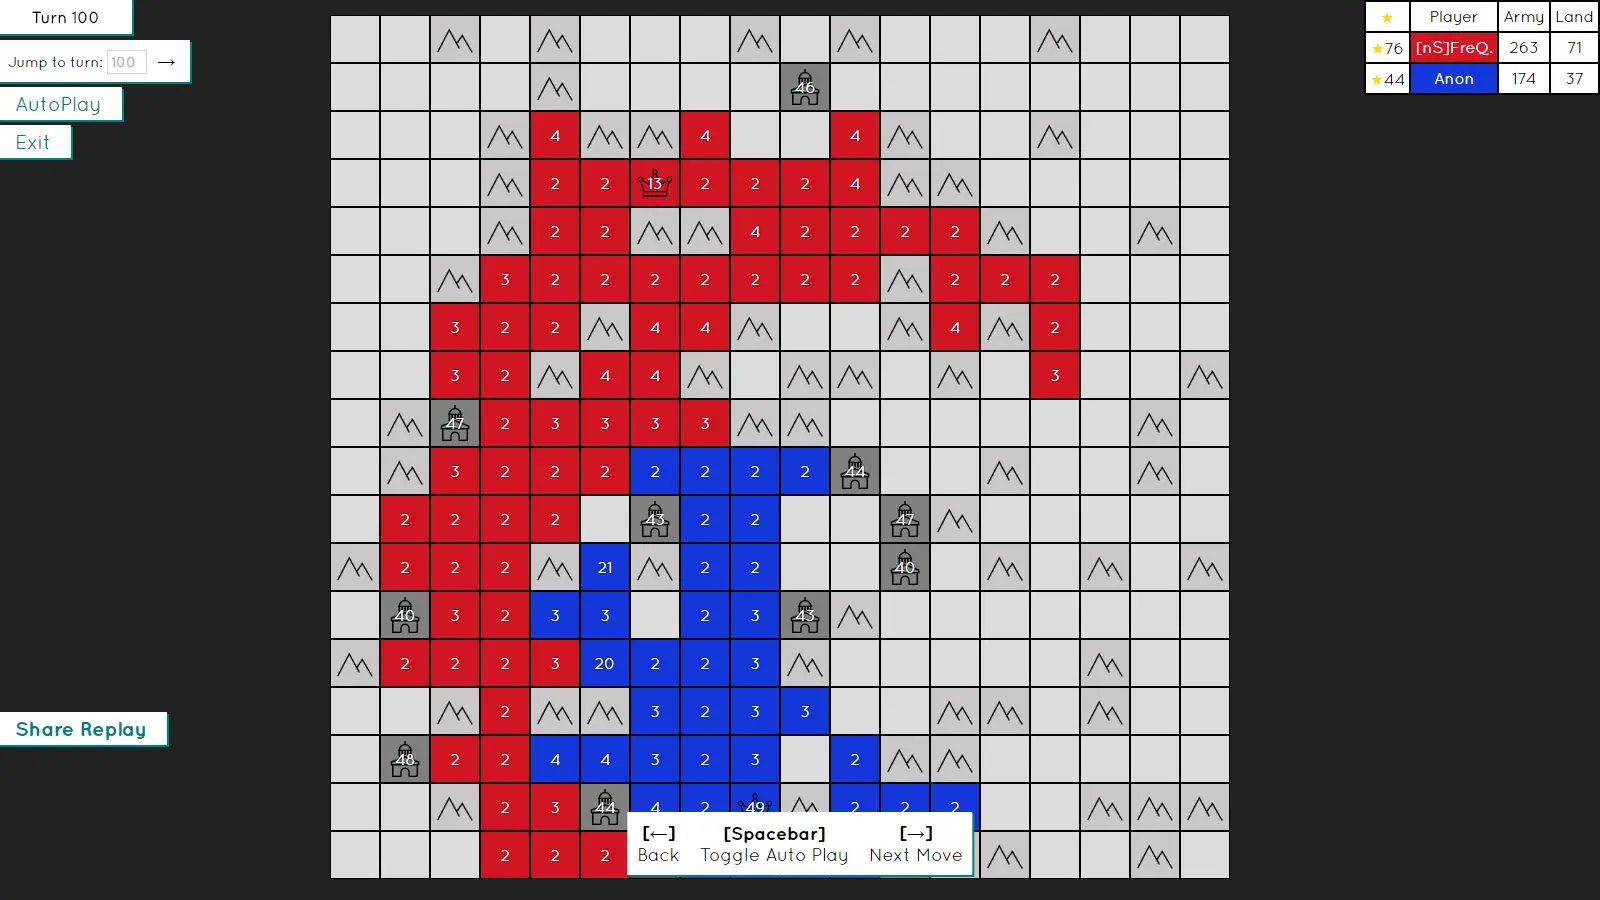 Turn 100
Jump to turn: 100 →
AutoPlay
Exit
★ Player Army Land
★76 [nS]FreQ. 263 71
★44 Anon 174 37
46
4 4 4
2 2 13 2 2 2 4
2 2 4 2 2 2 2
3 2 2 2 2 2 2 2 2 2 2
3 2 2 4 4 4 2
3 2 4 4 3
47 2 3 3 3 3
3 2 2 2 2 2 2 2 44
2 2 2 2 43 2 2 47
2 2 2 21 2 2 40
40 3 2 3 3 2 3 43
2 2 2 3 20 2 2 3
2 3 2 3 3
Share Replay
48 2 2 4 4 3 2 3 2
2 3 44 4 2 49 2 2 2
2 2 2
[←] [Spacebar] [→]
Back Toggle Auto Play Next Move